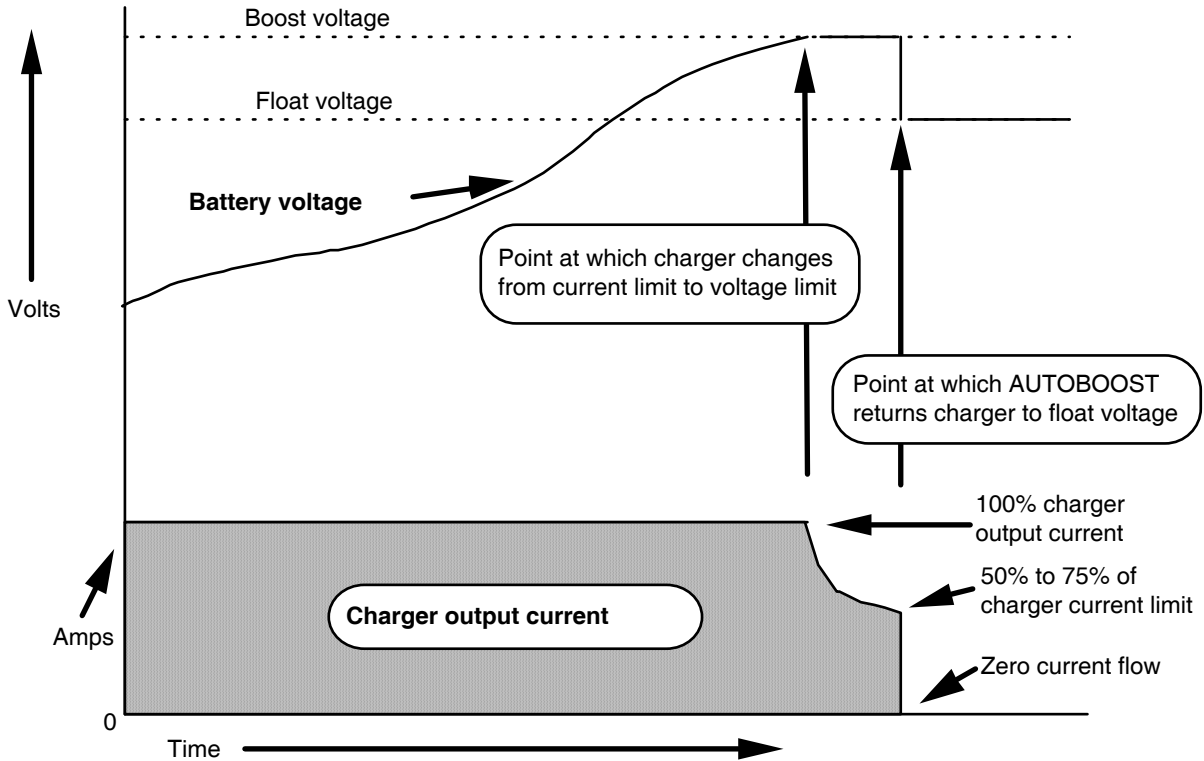 Boost voltage
Float voltage
Battery voltage
Point at which charger changes
from current limit to voltage limit
Volts
Point at which AUTOBOOST
returns charger to float voltage
100% charger
output current
50% to 75% of
charger current limit
Charger output current
Amps
Zero current flow
0
Time